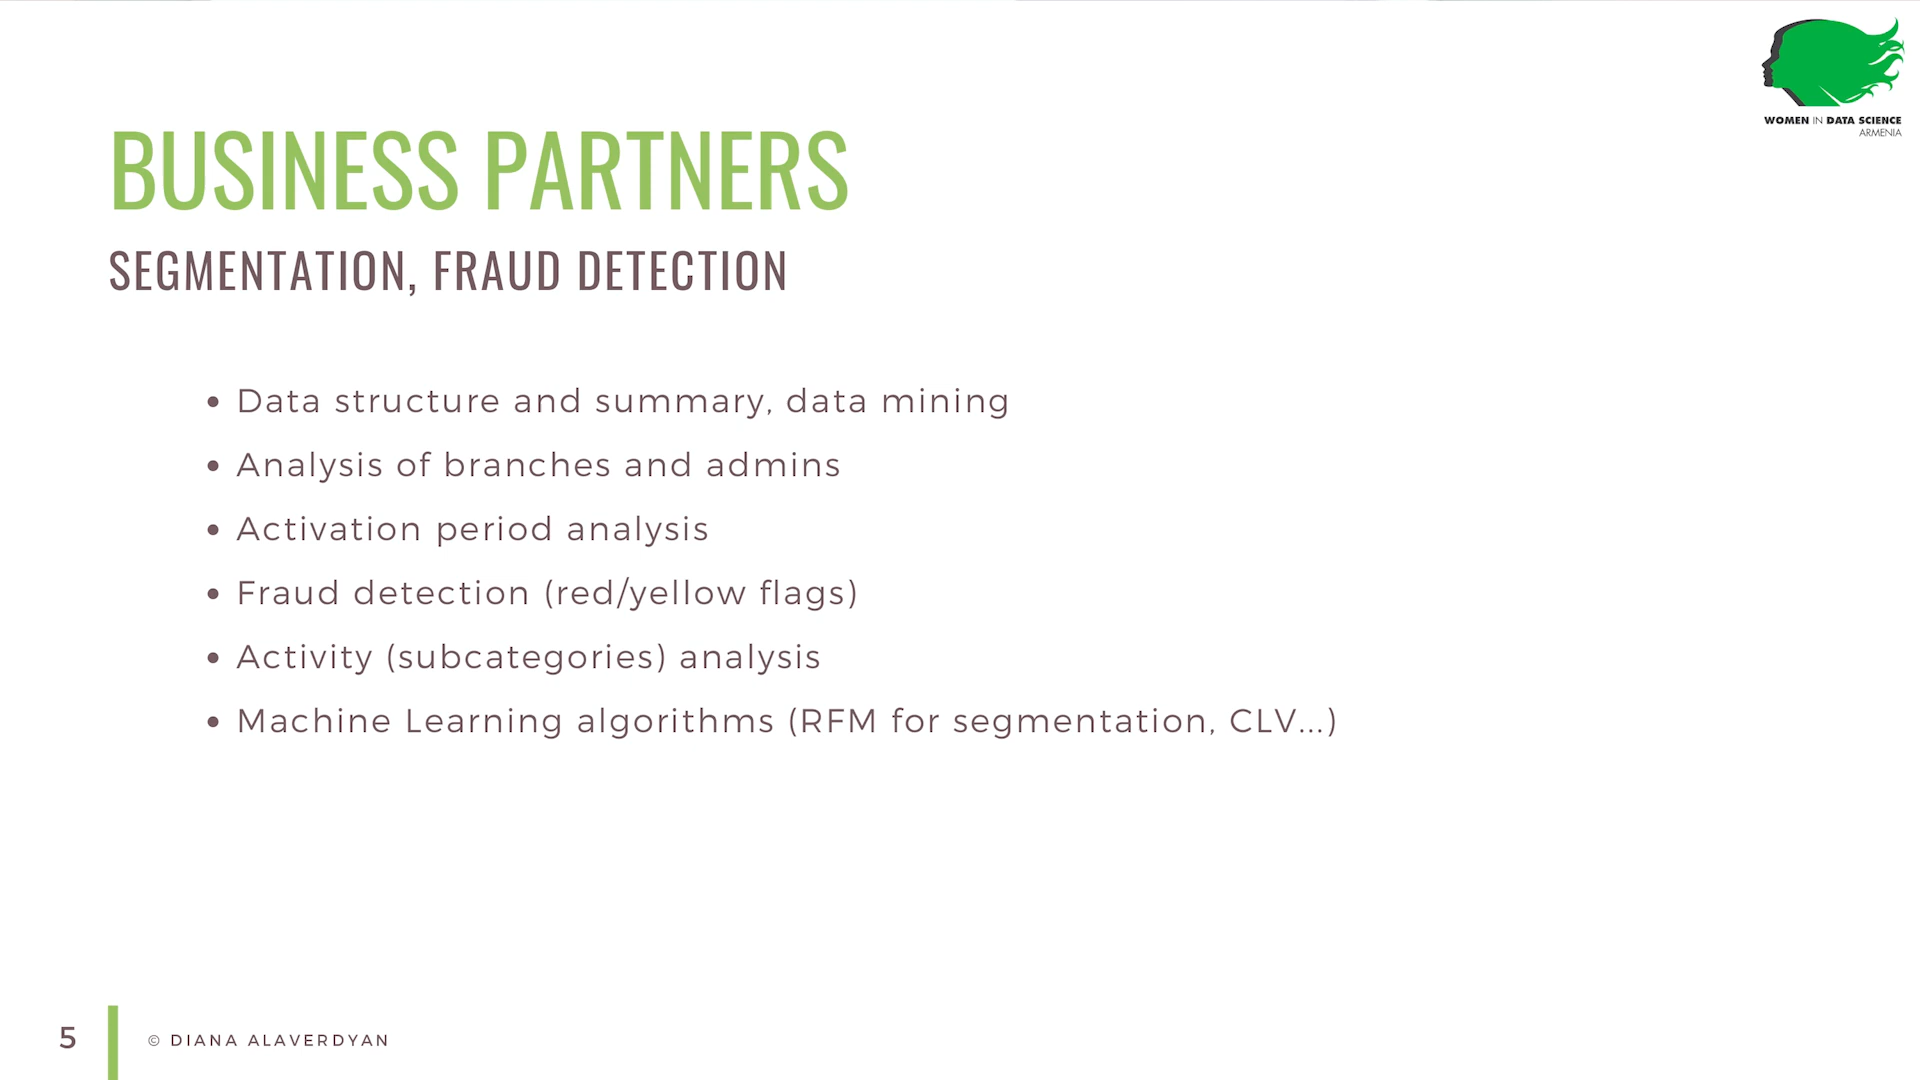 WOMEN IN DATA SCIENCE
ARMENIA
BUSINESS PARTNERS
SEGMENTATION, FRAUD DETECTION
• Data structure and summary, data mining
• Analysis of branches and admins
• Activation period analysis
• Fraud detection (red/yellow flags)
• Activity (subcategories) analysis
• Machine Learning algorithms (RFM for segmentation, CLV...)
5
© DIANA ALAVERDYAN